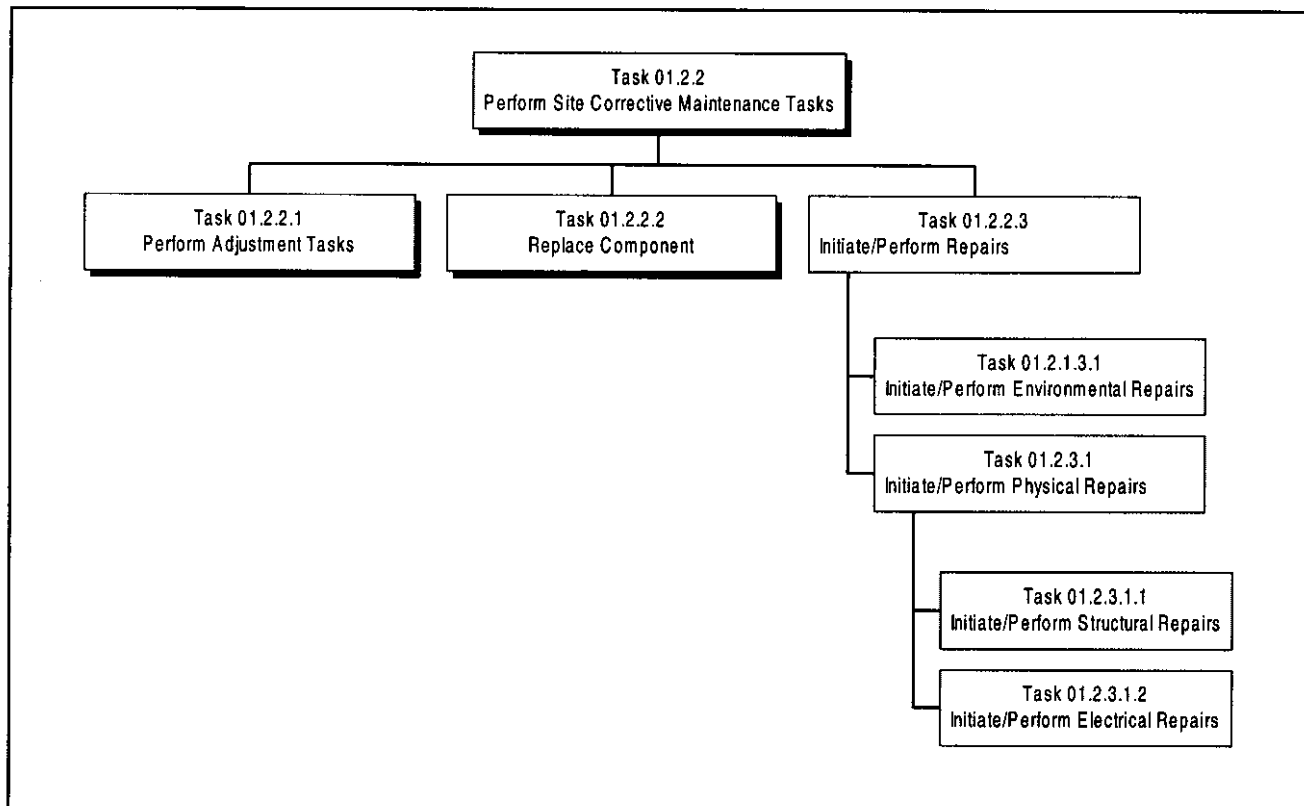 Task 01.2.2
Perform Site Corrective Maintenance Tasks
Task 01.2.2.1
Perform Adjustment Tasks
Task 01.2.2.2
Replace Component
Task 01.2.2.3
Initiate/Perform Repairs
Task 01.2.1.3.1
Initiate/Perform Environmental Repairs
Task 01.2.3.1
Initiate/Perform Physical Repairs
Task 01.2.3.1.1
Initiate/Perform Structural Repairs
Task 01.2.3.1.2
Initiate/Perform Electrical Repairs